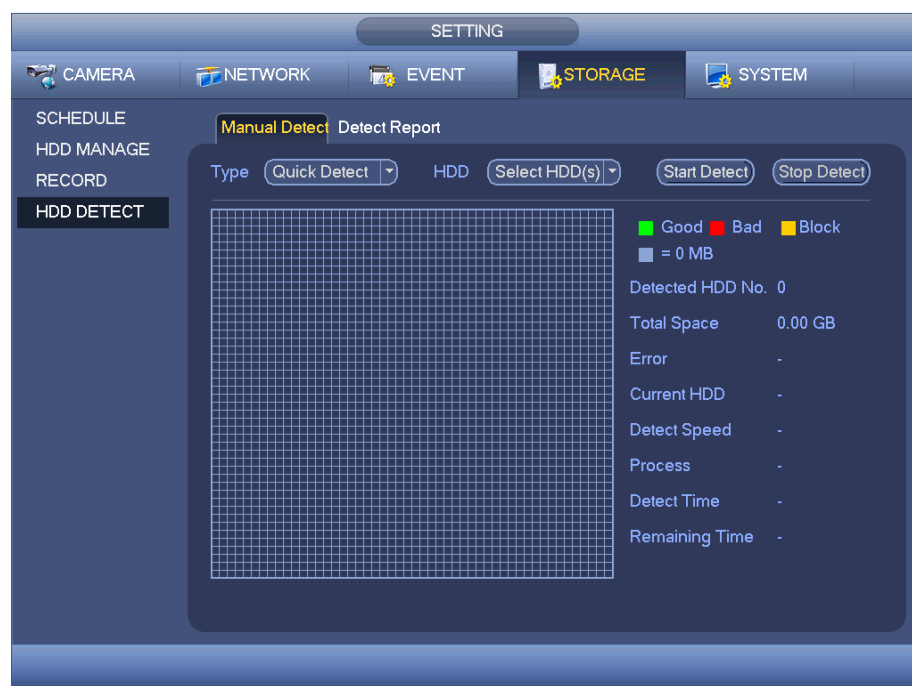 SETTING
CAMERA NETWORK EVENT STORAGE SYSTEM
SCHEDULE
HDD MANAGE
RECORD
HDD DETECT
Manual Detect Detect Report
Type Quick Detect HDD Select HDD(s) Start Detect Stop Detect
Good Bad Block
= 0 MB
Detected HDD No. 0
Total Space 0.00 GB
Error -
Current HDD -
Detect Speed -
Process -
Detect Time -
Remaining Time -